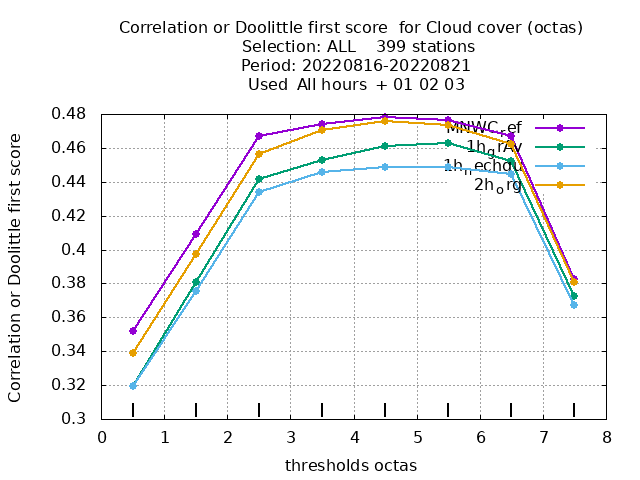 Correlation or Doolittle first score for Cloud cover (octas)
Selection: ALL 399 stations
Period: 20220816-20220821
Used All hours + 01 02 03
Correlation or Doolittle first score
0.48
0.46
0.44
0.42
0.4
0.38
0.36
0.34
0.32
0.3
MNWCref
2horg
0 1 2 3 4 5 6 7 8
thresholds octas